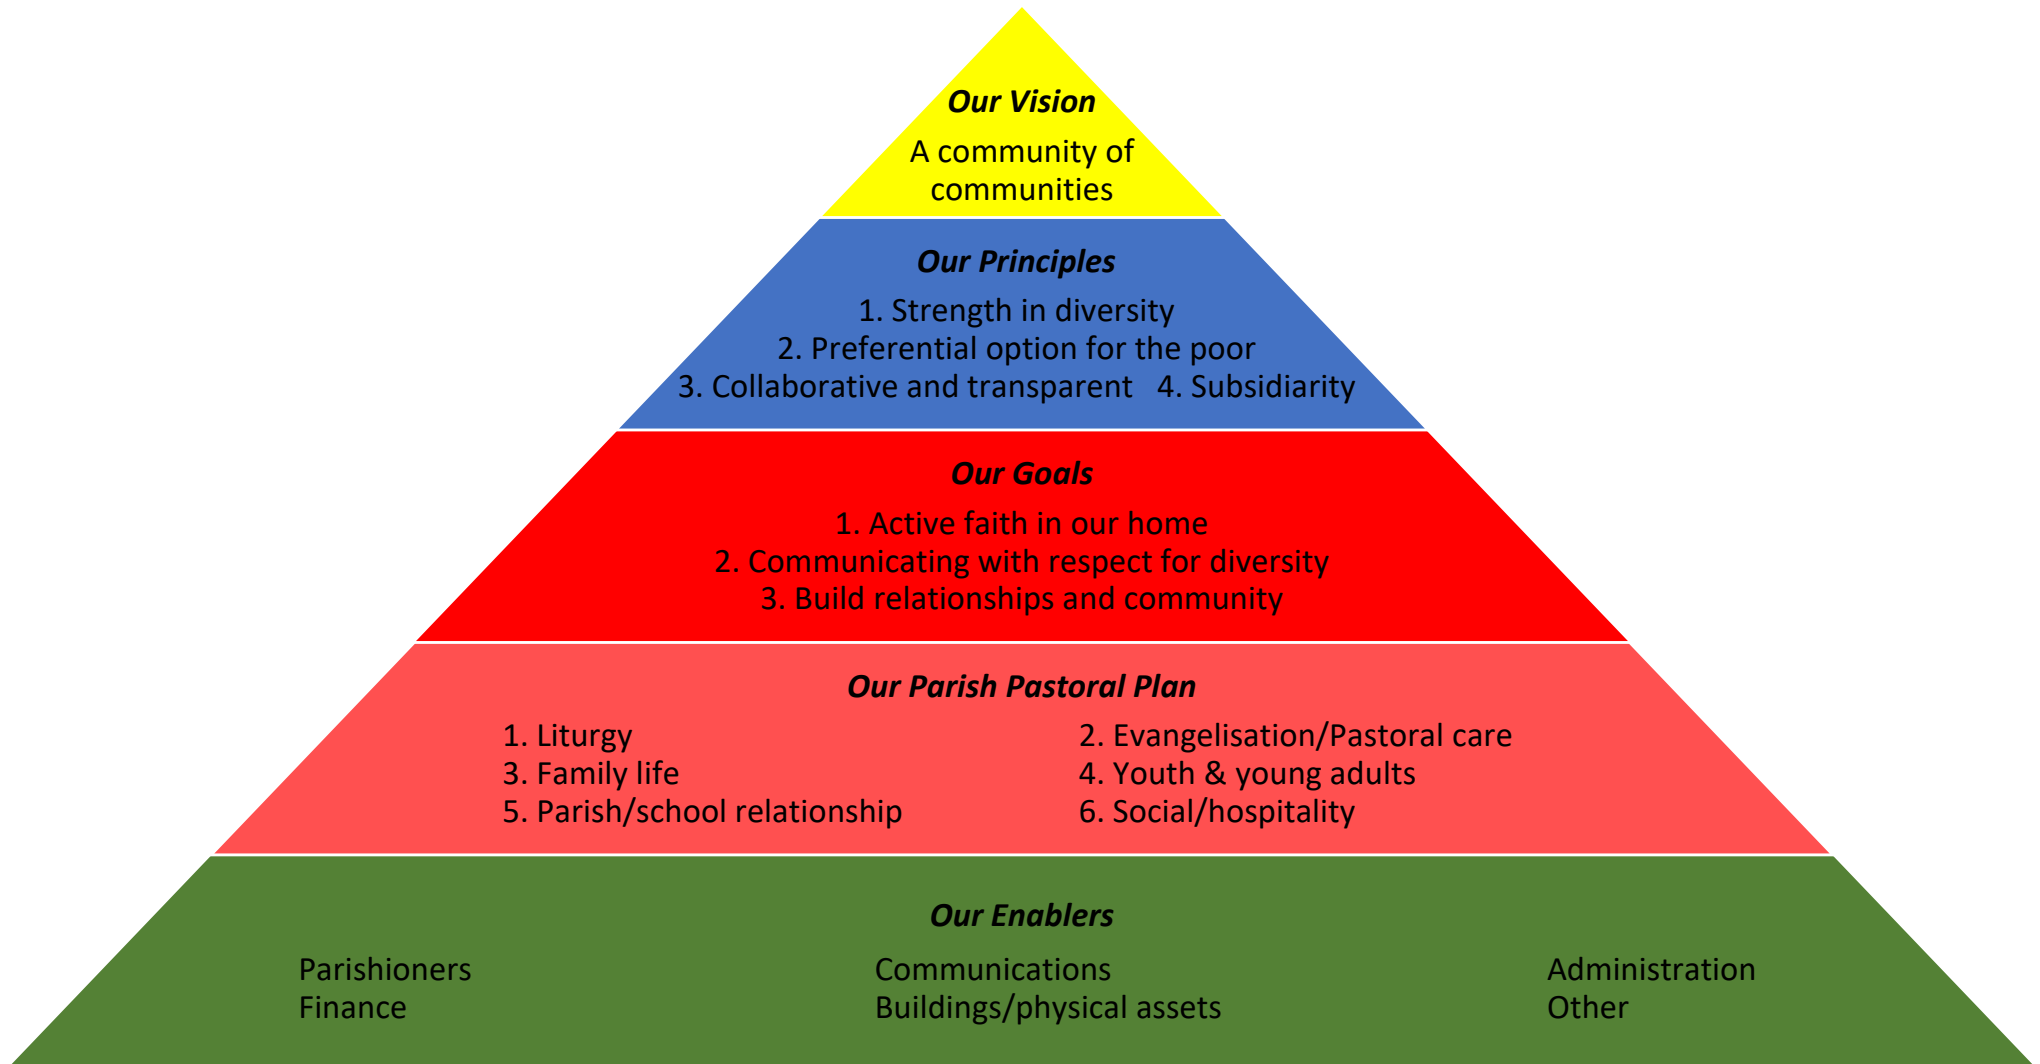 Our Vision
A community of
communities
Our Principles
1. Strength in diversity
2. Preferential option for the poor
3. Collaborative and transparent   4. Subsidiarity
Our Goals
1. Active faith in our home
2. Communicating with respect for diversity
3. Build relationships and community
Our Parish Pastoral Plan
1. Liturgy   2. Evangelisation/Pastoral care
3. Family life   4. Youth & young adults
5. Parish/school relationship   6. Social/hospitality
Our Enablers
Parishioners   Communications   Administration
Finance   Buildings/physical assets   Other